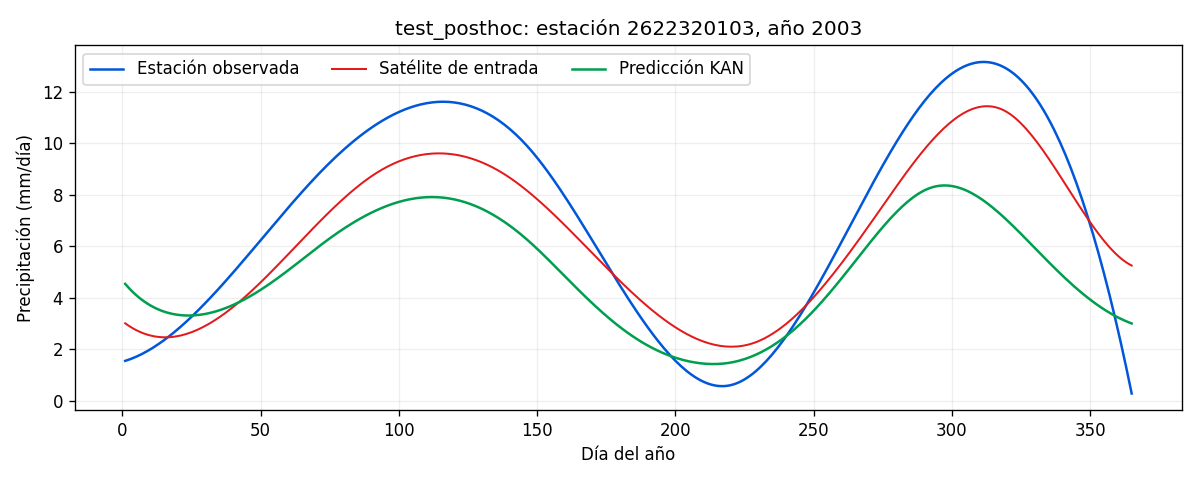 test_posthoc: estación 2622320103, año 2003
Estación observada
Satélite de entrada
Predicción KAN
Precipitación (mm/día)
12
10
8
6
4
2
0
0
50
100
150
200
250
300
350
Día del año